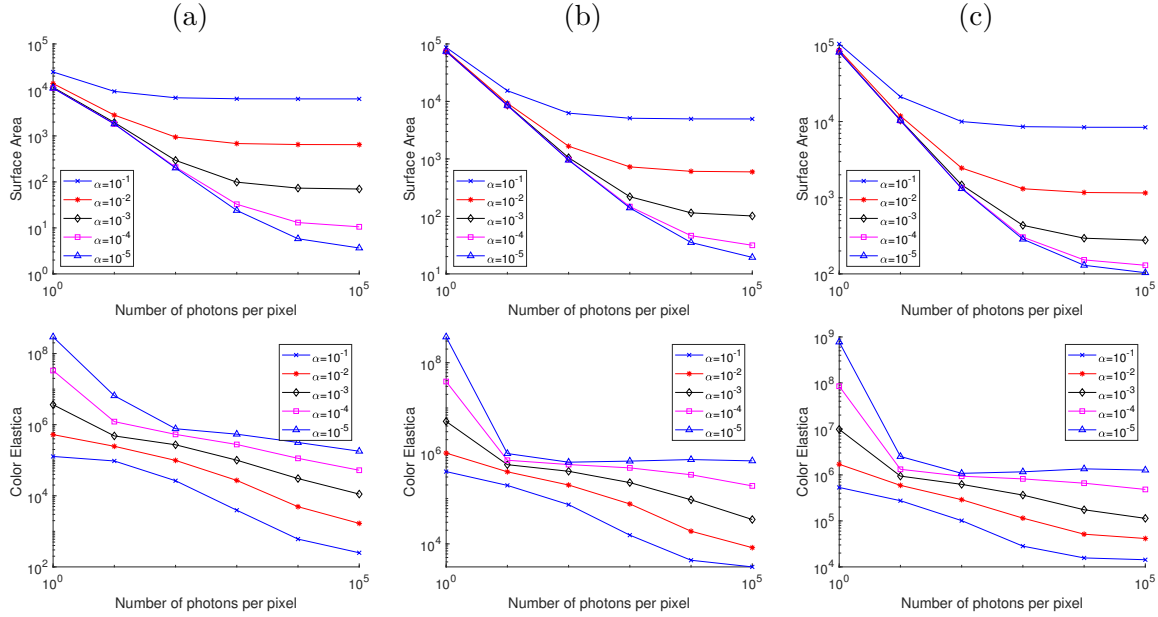 (a) (b) (c)
10^5
10^4
10^3
10^2
10^1
10^0
Surface Area
α=10^-1
α=10^-2
α=10^-3
α=10^-4
α=10^-5
10^0 10^5
Number of photons per pixel
10^5
10^4
10^3
10^2
10^1
Surface Area
α=10^-1
α=10^-2
α=10^-3
α=10^-4
α=10^-5
10^0 10^5
Number of photons per pixel
10^5
10^4
10^3
10^2
Surface Area
α=10^-1
α=10^-2
α=10^-3
α=10^-4
α=10^-5
10^0 10^5
Number of photons per pixel
10^8
10^6
10^4
10^2
Color Elastica
α=10^-1
α=10^-2
α=10^-3
α=10^-4
α=10^-5
10^0 10^5
Number of photons per pixel
10^8
10^6
10^4
Color Elastica
α=10^-1
α=10^-2
α=10^-3
α=10^-4
α=10^-5
10^0 10^5
Number of photons per pixel
10^9
10^8
10^7
10^6
10^5
10^4
Color Elastica
α=10^-1
α=10^-2
α=10^-3
α=10^-4
α=10^-5
10^0 10^5
Number of photons per pixel